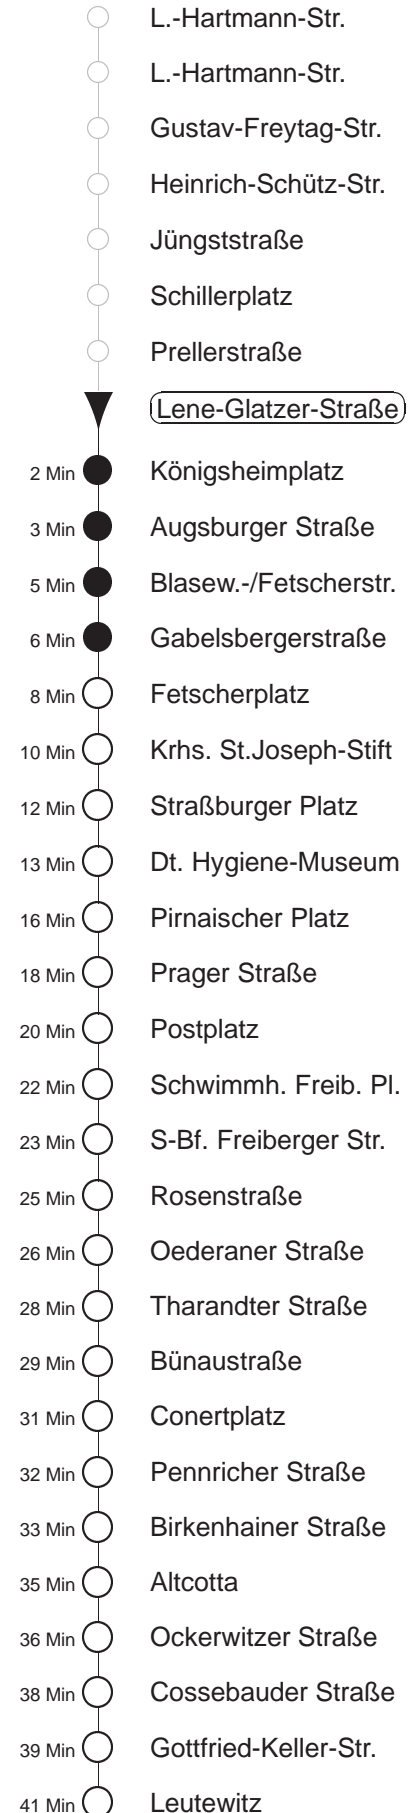 L.-Hartmann-Str.
L.-Hartmann-Str.
Gustav-Freytag-Str.
Heinrich-Schütz-Str.
Jüngststraße
Schillerplatz
Prellerstraße
Lene-Glatzer-Straße
2 Min Königsheimplatz
3 Min Augsburger Straße
5 Min Blasew.-/Fetscherstr.
6 Min Gabelsbergerstraße
8 Min Fetscherplatz
10 Min Krhs. St.Joseph-Stift
12 Min Straßburger Platz
13 Min Dt. Hygiene-Museum
16 Min Pirnaischer Platz
18 Min Prager Straße
20 Min Postplatz
22 Min Schwimmh. Freib. Pl.
23 Min S-Bf. Freiberger Str.
25 Min Rosenstraße
26 Min Oederaner Straße
28 Min Tharandter Straße
29 Min Bünaustraße
31 Min Conertplatz
32 Min Pennricher Straße
33 Min Birkenhainer Straße
35 Min Altcotta
36 Min Ockerwitzer Straße
38 Min Cossebauder Straße
39 Min Gottfried-Keller-Str.
41 Min Leutewitz